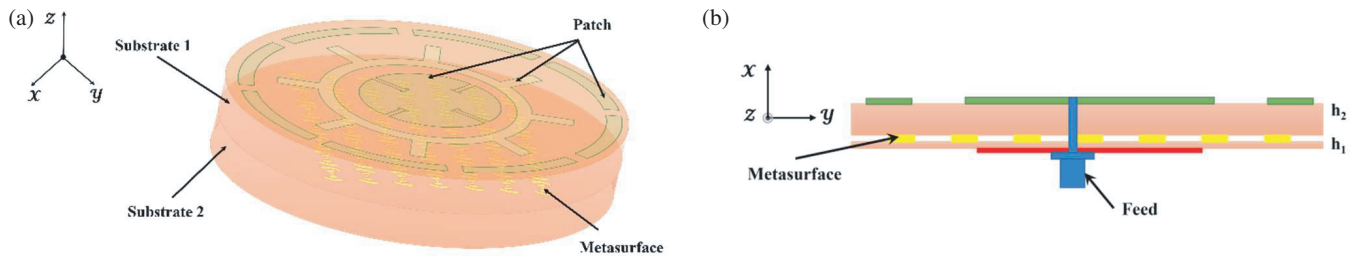 (a)
z
x
y
Substrate 1
Patch
Substrate 2
Metasurface
(b)
x
z
y
h₂
h₁
Metasurface
Feed